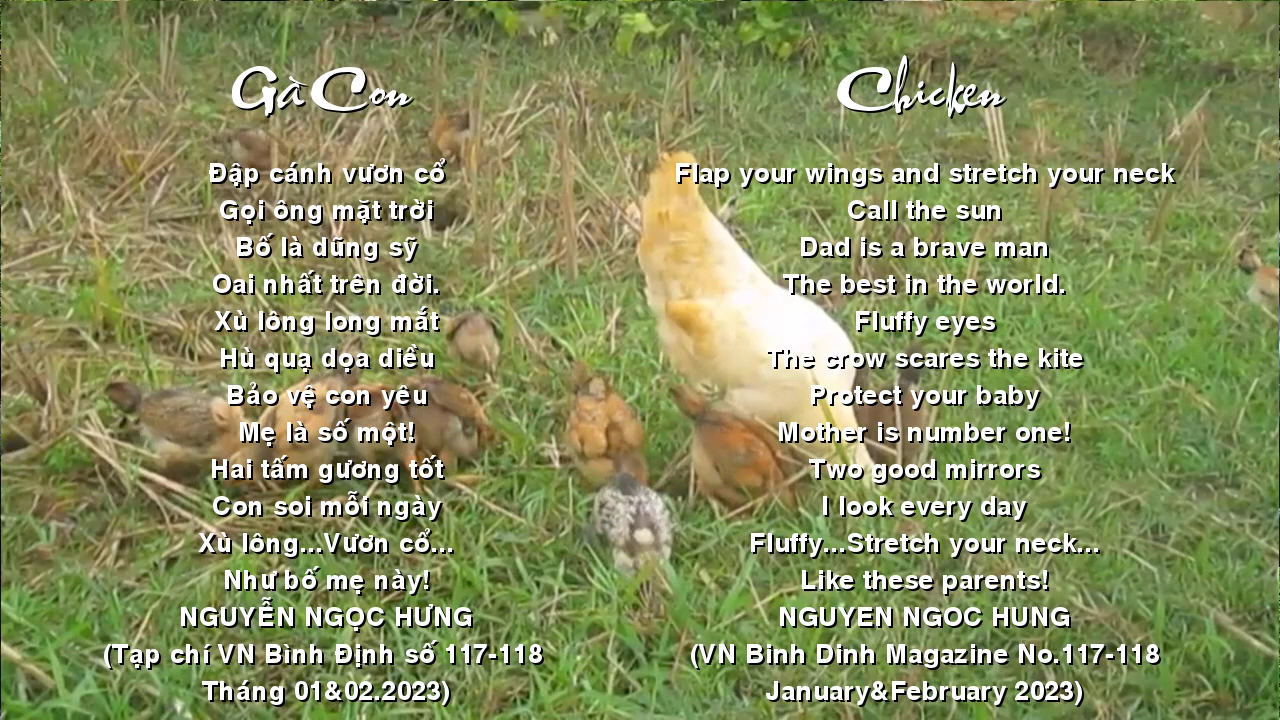 Gà Con
Đập cánh vươn cổ
Gọi ông mặt trời
Bố là dũng sỹ
Oai nhất trên đời.
Xù lông long mắt
Hù quạ dọa diều
Bảo vệ con yêu
Mẹ là số một!
Hai tấm gương tốt
Con soi mỗi ngày
Xù lông...Vươn cổ...
Như bố mẹ này!
NGUYỄN NGỌC HƯNG
(Tạp chí VN Bình Định số 117-118
Tháng 01&02.2023)
Chicken
Flap your wings and stretch your neck
Call the sun
Dad is a brave man
The best in the world.
Fluffy eyes
The crow scares the kite
Protect your baby
Mother is number one!
Two good mirrors
I look every day
Fluffy...Stretch your neck...
Like these parents!
NGUYEN NGOC HUNG
(VN Binh Dinh Magazine No.117-118
January&February 2023)